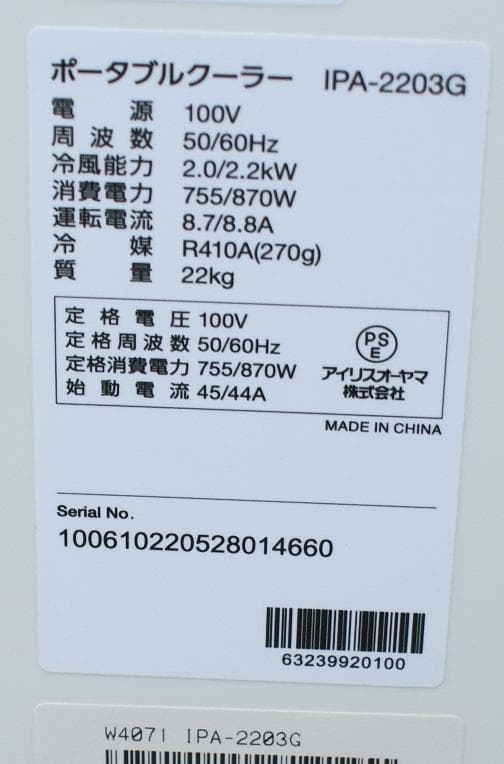 ポータブルクーラー IPA-2203G
電源 100V
周波数 50/60Hz
冷風能力 2.0/2.2kW
消費電力 755/870W
運転電流 8.7/8.8A
冷媒 R410A(270g)
質量 22kg
定格電圧 100V
定格周波数 50/60Hz
定格消費電力 755/870W
始動電流 45/44A
PS
E
アイリスオーヤマ
株式会社
MADE IN CHINA
Serial No.
100610220528014660
63239920100
W4071 IPA-2203G